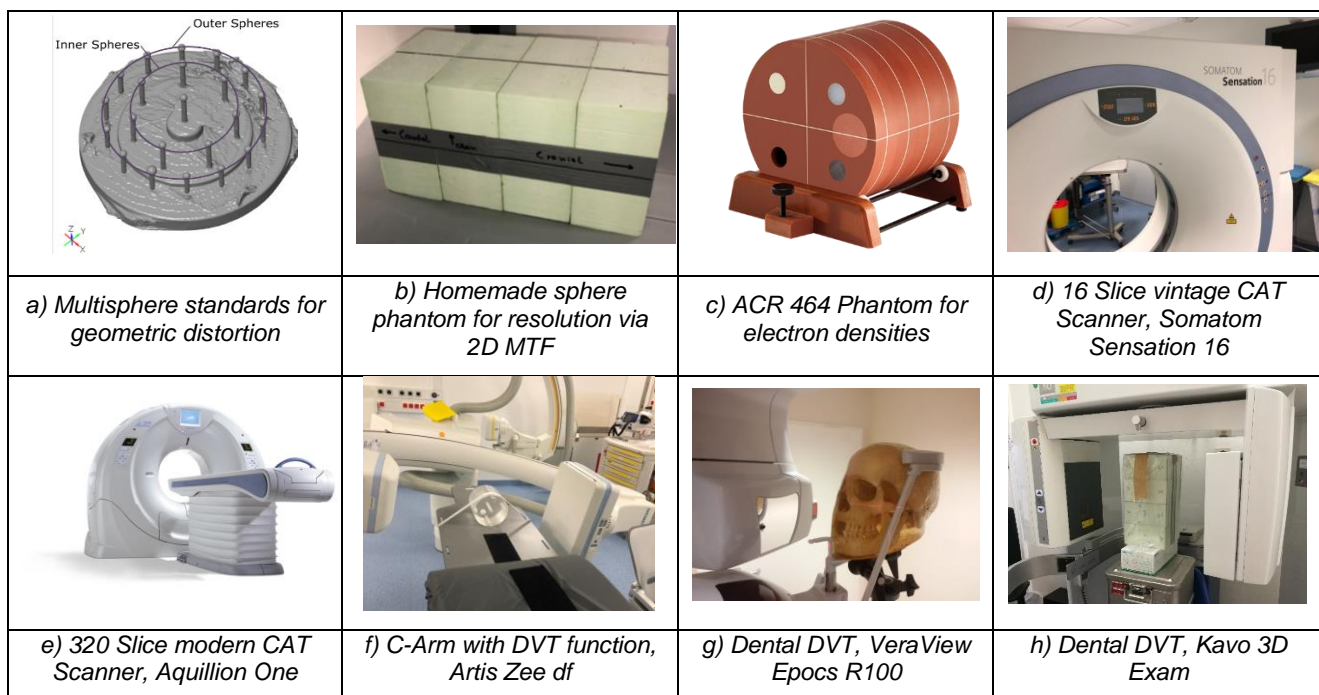 Outer Spheres
Inner Spheres
Z
Y
X
← Caudal
Cranial →
SOMATOM
Sensation 16
a) Multisphere standards for
geometric distortion
b) Homemade sphere
phantom for resolution via
2D MTF
c) ACR 464 Phantom for
electron densities
d) 16 Slice vintage CAT
Scanner, Somatom
Sensation 16
e) 320 Slice modern CAT
Scanner, Aquillion One
f) C-Arm with DVT function,
Artis Zee df
g) Dental DVT, VeraView
Epocs R100
h) Dental DVT, Kavo 3D
Exam